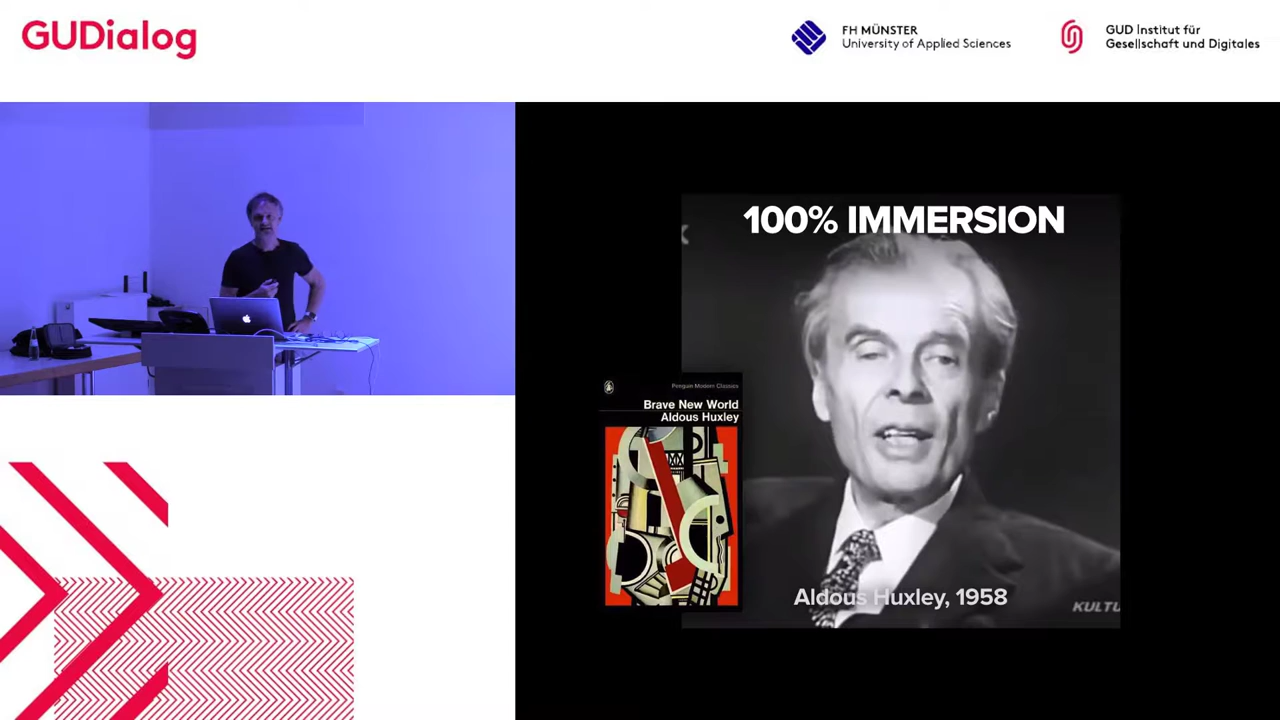 GUDialog
FH MÜNSTER
University of Applied Sciences
GUD Institut für
Gesellschaft und Digitales
100% IMMERSION
Penguin Modern Classics
Brave New World
Aldous Huxley
Aldous Huxley, 1958